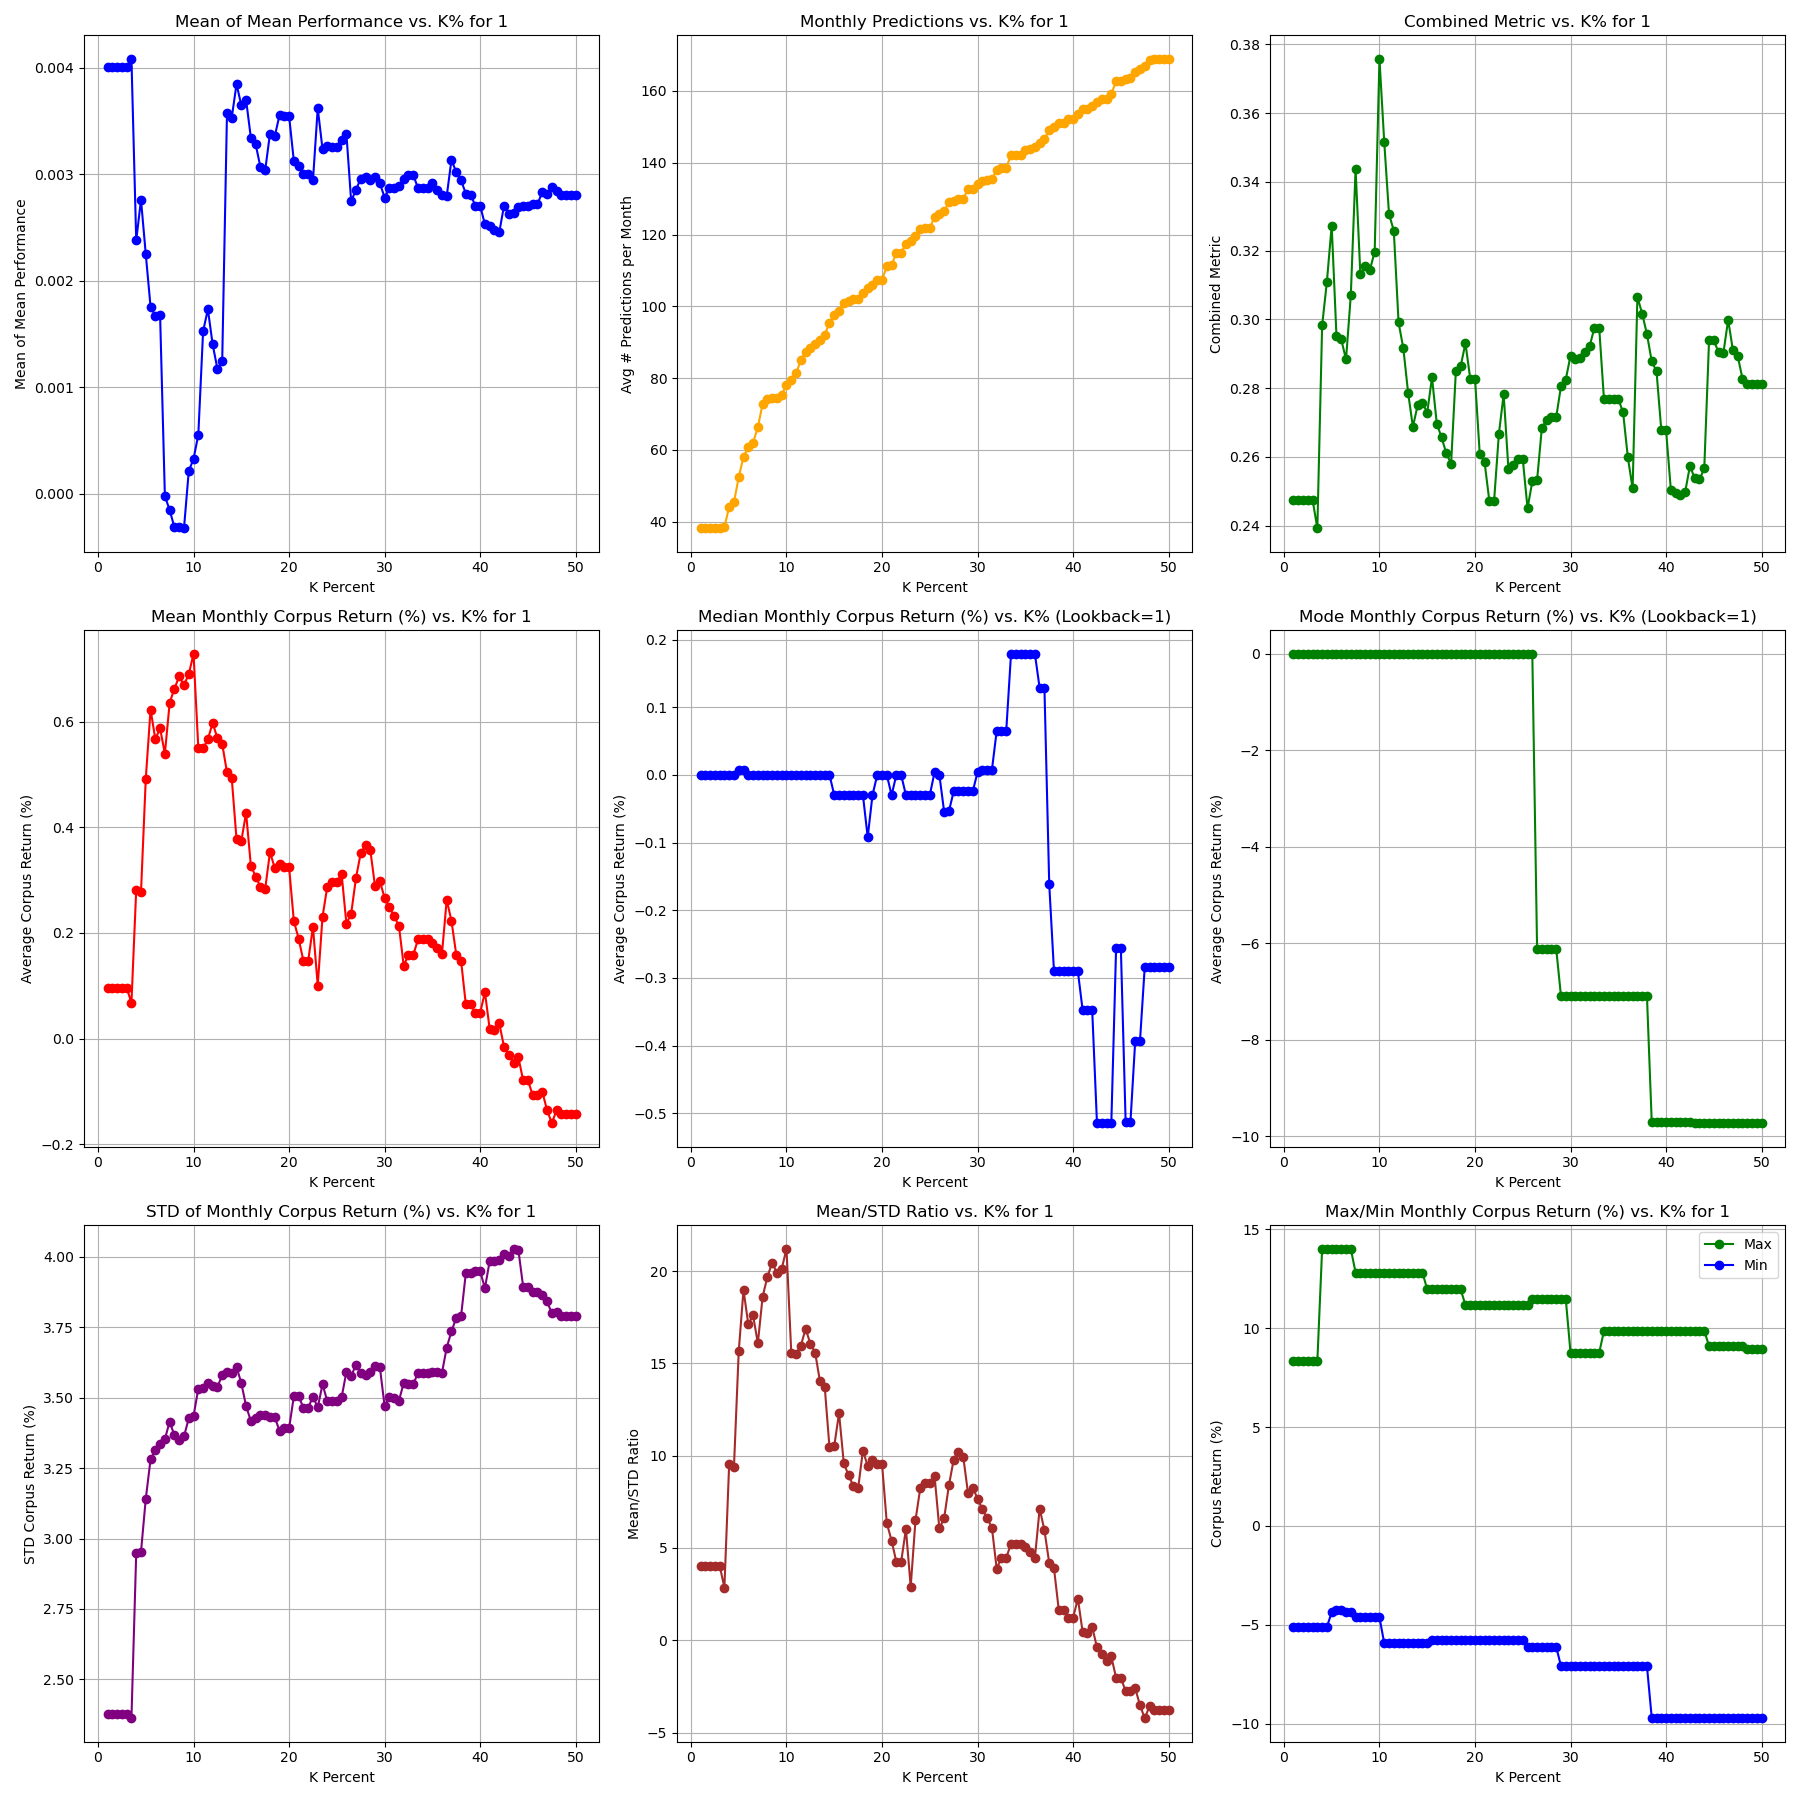 Mean of Mean Performance vs. K% for 1
Mean of Mean Performance
0.004
0.003
0.002
0.001
0.000
0 10 20 30 40 50
K Percent
Monthly Predictions vs. K% for 1
Avg # Predictions per Month
160
140
120
100
80
60
40
0 10 20 30 40 50
K Percent
Combined Metric vs. K% for 1
Combined Metric
0.38
0.36
0.34
0.32
0.30
0.28
0.26
0.24
0 10 20 30 40 50
K Percent
Mean Monthly Corpus Return (%) vs. K% for 1
Average Corpus Return (%)
0.6
0.4
0.2
0.0
−0.2
0 10 20 30 40 50
K Percent
Median Monthly Corpus Return (%) vs. K% (Lookback=1)
Average Corpus Return (%)
0.2
0.1
0.0
−0.1
−0.2
−0.3
−0.4
−0.5
0 10 20 30 40 50
K Percent
Mode Monthly Corpus Return (%) vs. K% (Lookback=1)
Average Corpus Return (%)
0
−2
−4
−6
−8
−10
0 10 20 30 40 50
K Percent
STD of Monthly Corpus Return (%) vs. K% for 1
STD Corpus Return (%)
4.00
3.75
3.50
3.25
3.00
2.75
2.50
0 10 20 30 40 50
K Percent
Mean/STD Ratio vs. K% for 1
Mean/STD Ratio
20
15
10
5
0
−5
0 10 20 30 40 50
K Percent
Max/Min Monthly Corpus Return (%) vs. K% for 1
Corpus Return (%)
15
10
5
0
−5
−10
Max
Min
0 10 20 30 40 50
K Percent